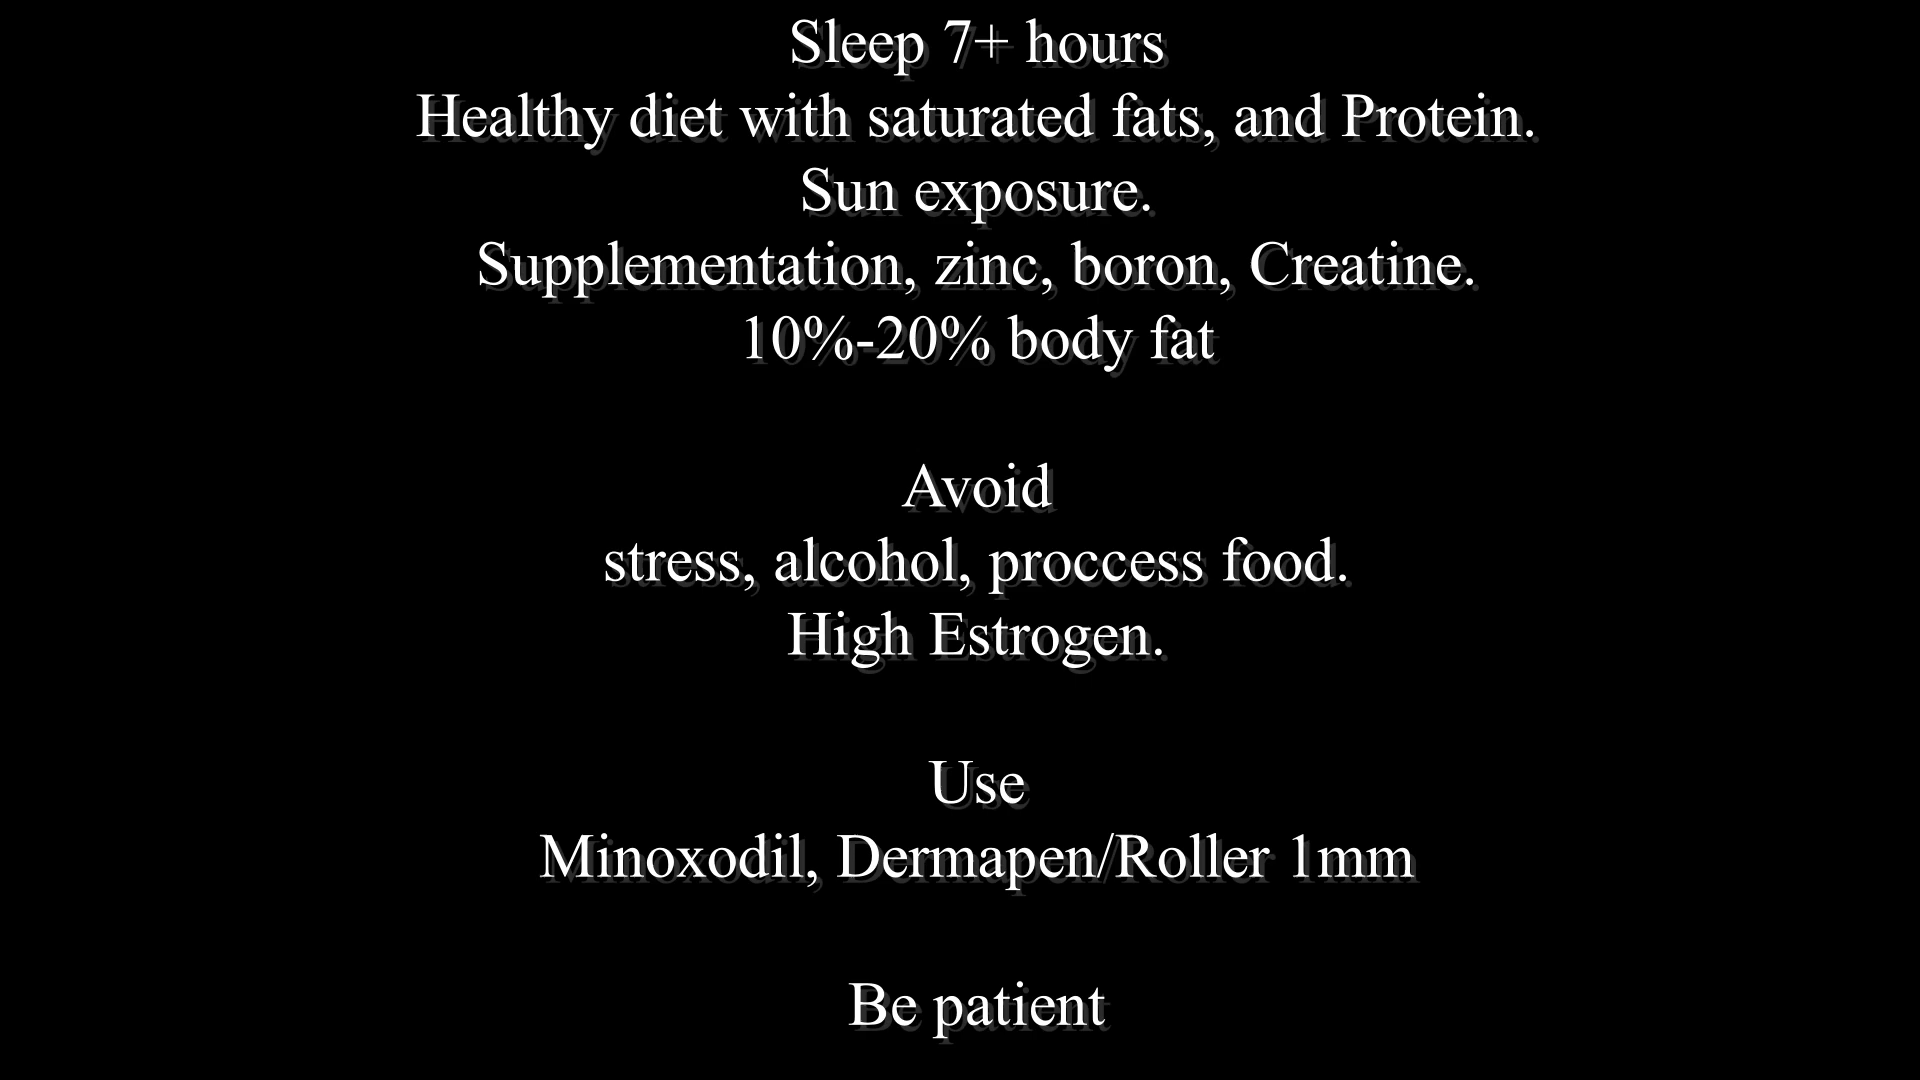 Sleep 7+ hours
Healthy diet with saturated fats, and Protein.
Sun exposure.
Supplementation, zinc, boron, Creatine.
10%-20% body fat
Avoid
stress, alcohol, proccess food.
High Estrogen.
Use
Minoxodil, Dermapen/Roller 1mm
Be patient